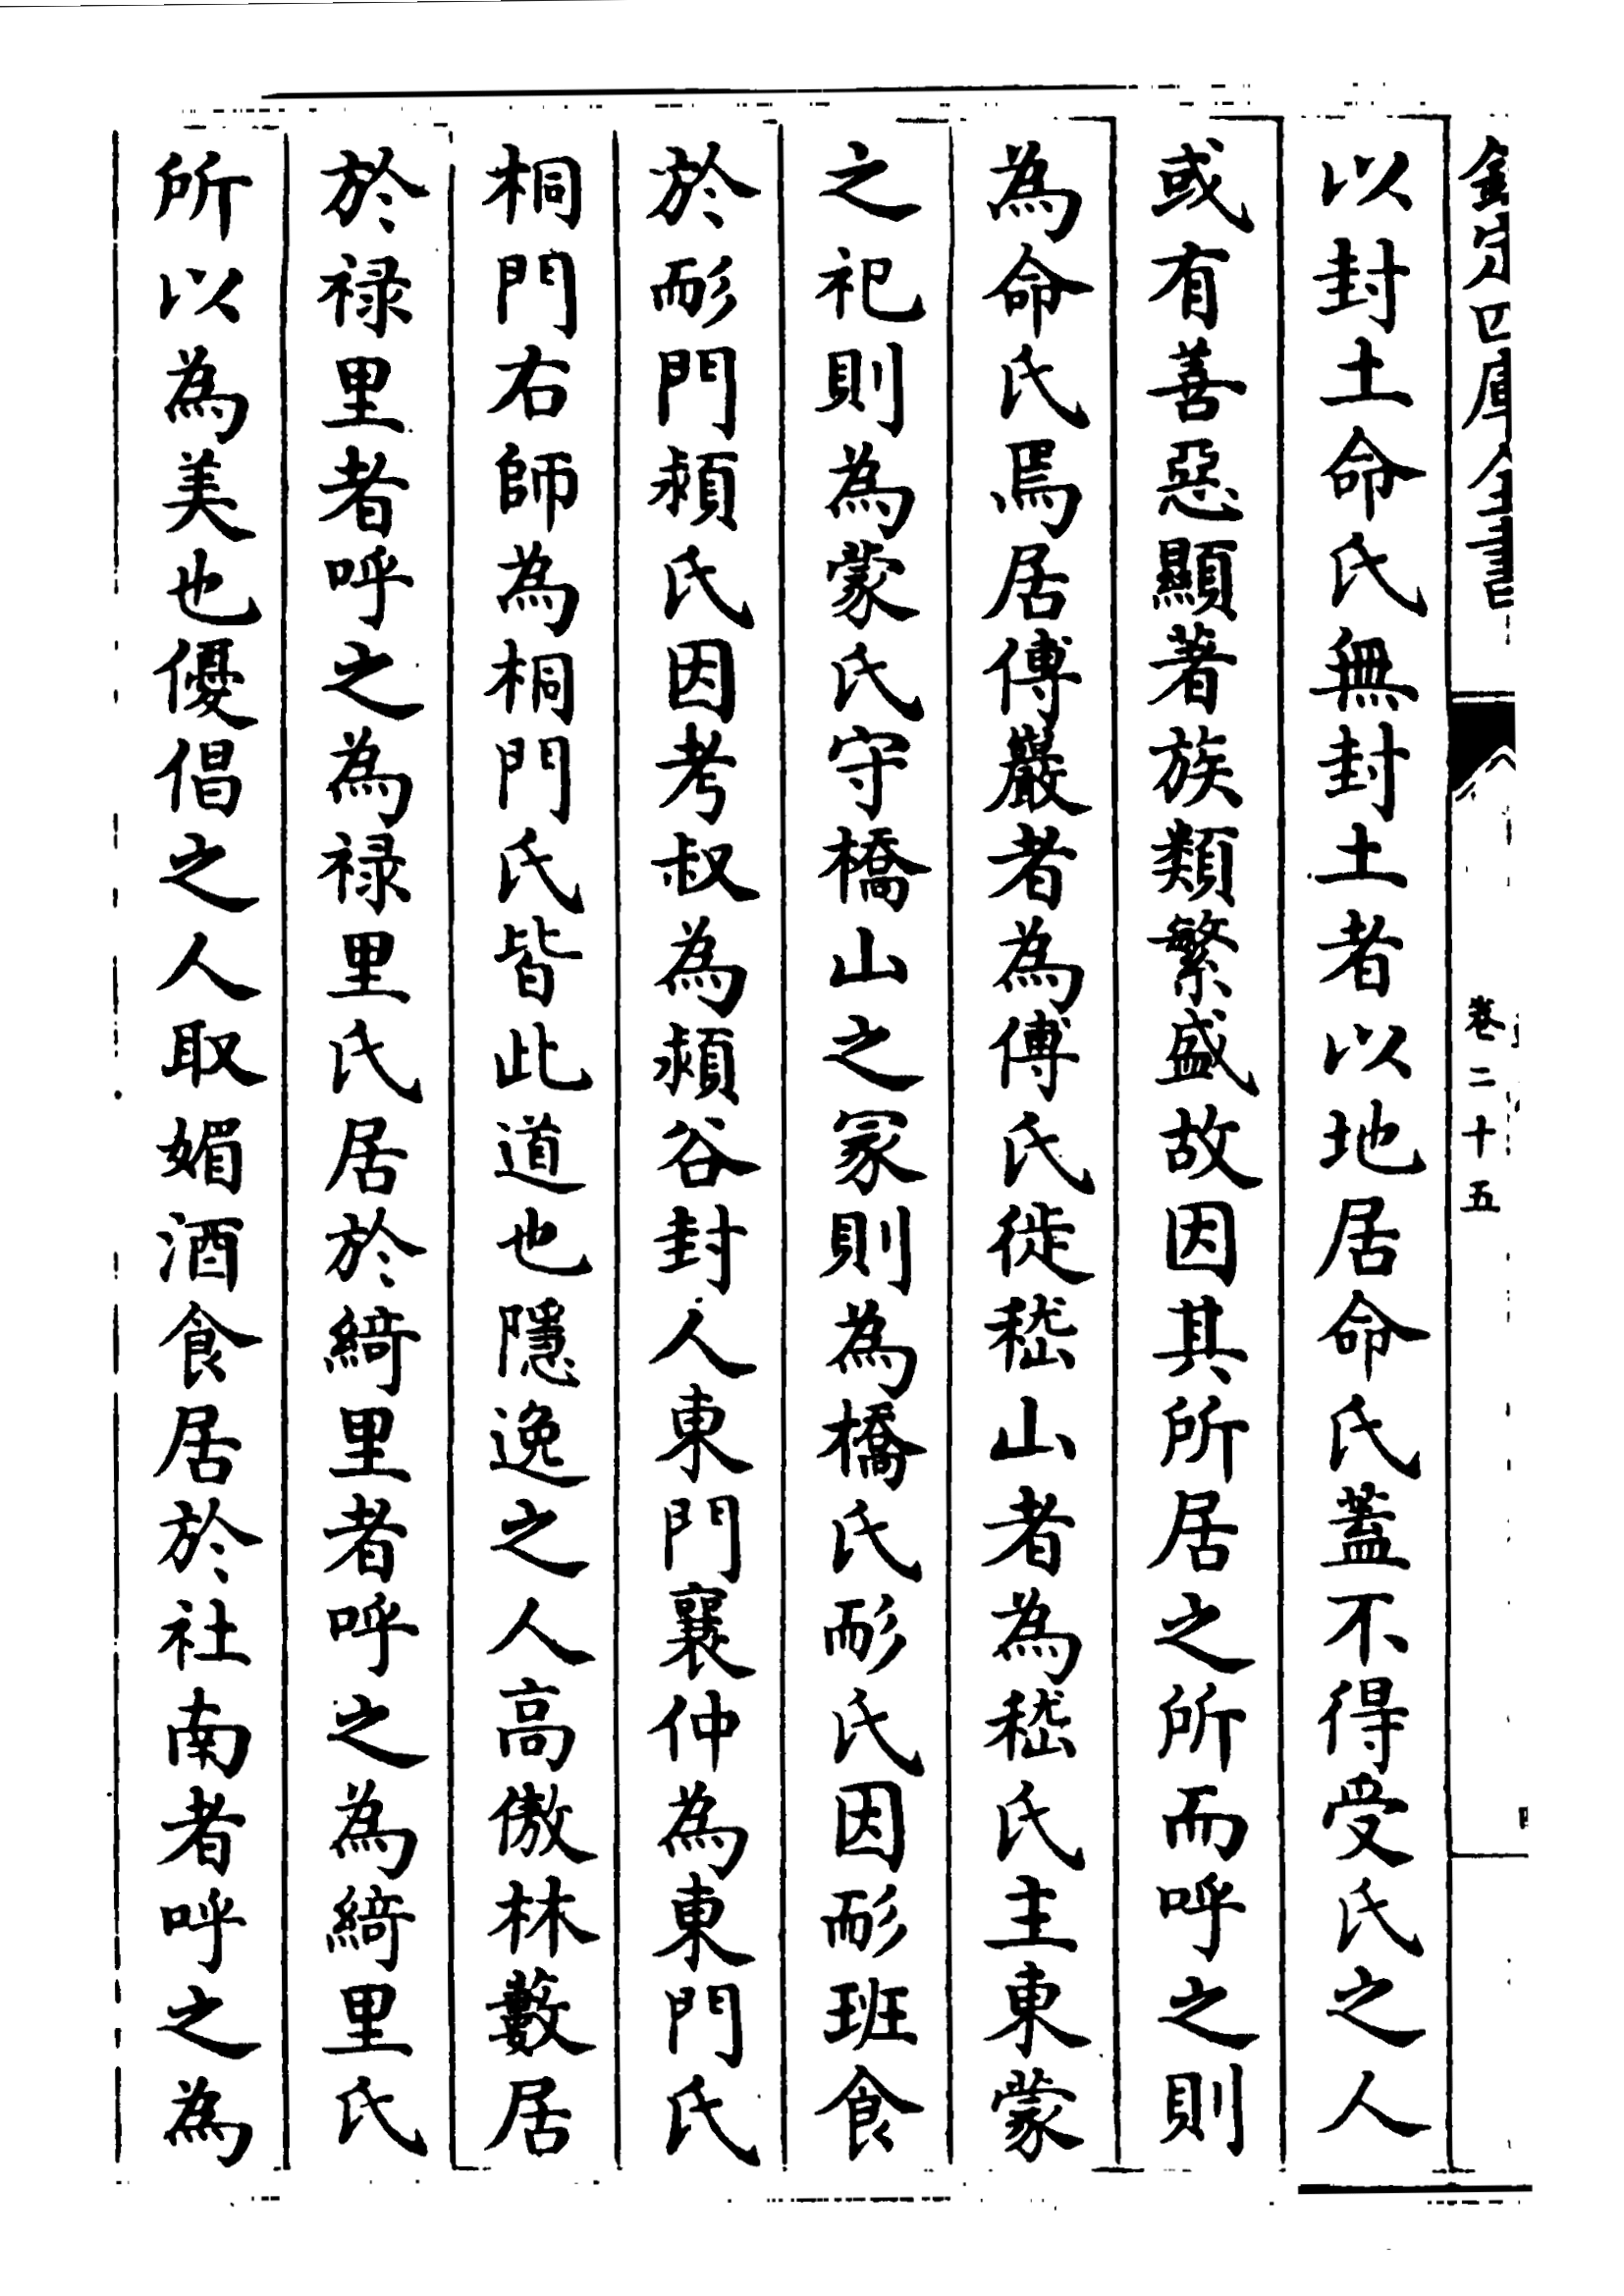 欽定四庫全書
卷二十五
以封土命氏無封土者以地居命氏蓋不得受氏之人
或有善惡顯著族類繁盛故因其所居之所而呼之則
為命氏焉居傅巖者為傅氏徙嵇山者為嵇氏主東蒙
之祀則為蒙氏守橋山之冡則為橋氏耏氏因耏班食
於耏門潁氏因考叔為潁谷封人東門襄仲為東門氏
桐門右師為桐門氏皆此道也隱逸之人高傲林藪居
於禄里者呼之為禄里氏居於綺里者呼之為綺里氏
所以為美也優倡之人取媚酒食居於社南者呼之為